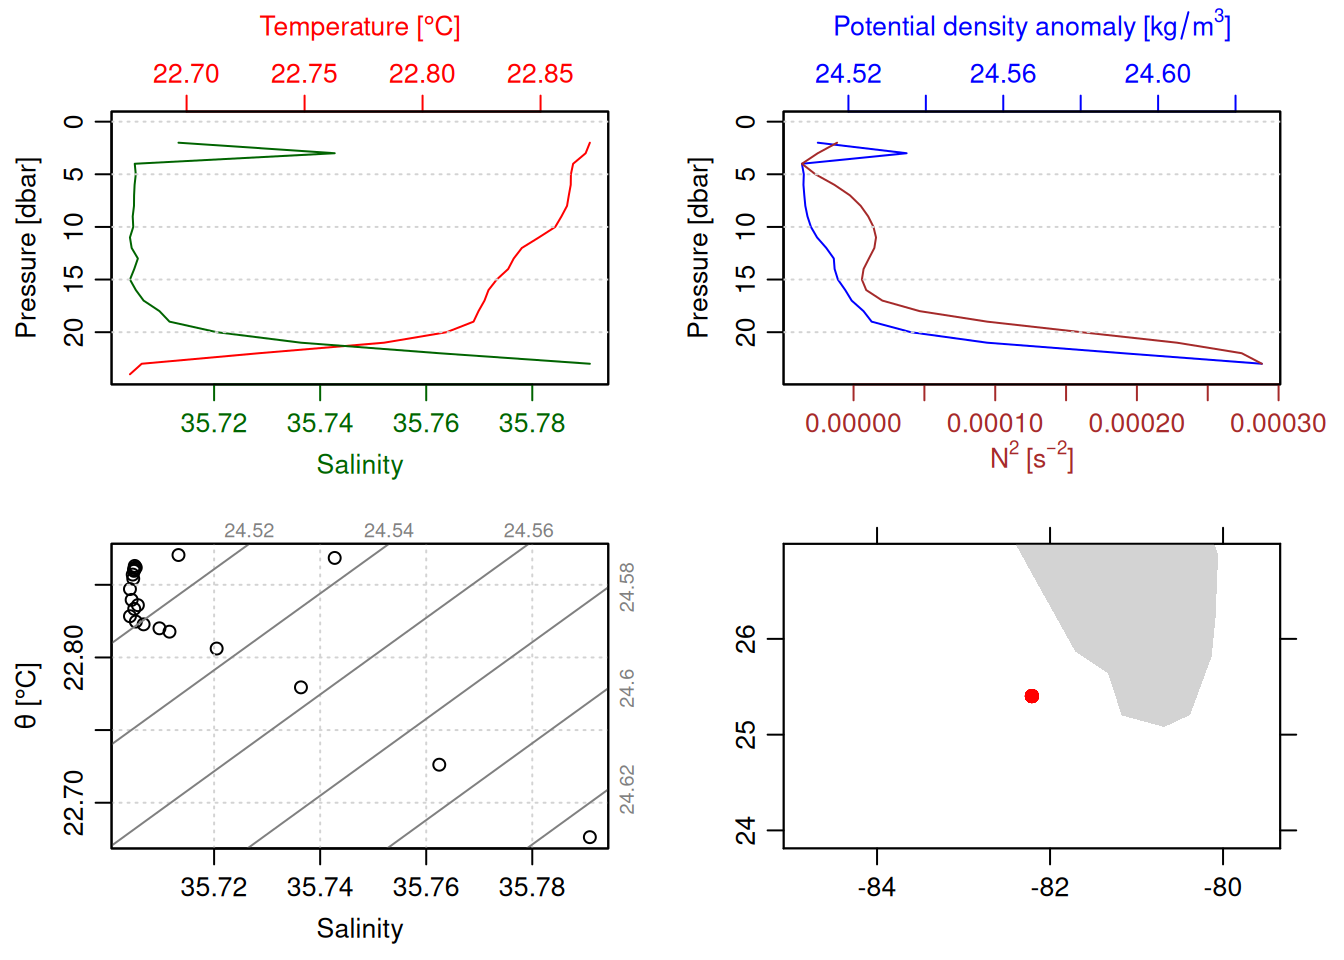 Temperature [°C]
22.70 22.75 22.80 22.85
Pressure [dbar]
0
5
10
15
20
35.72 35.74 35.76 35.78
Salinity
Potential density anomaly [kg/m³]
24.52 24.56 24.60
Pressure [dbar]
0
5
10
15
20
0.00000 0.00010 0.00020 0.00030
N² [s⁻²]
24.52 24.54 24.56
24.58
24.6
24.62
θ [°C]
22.80
22.70
35.72 35.74 35.76 35.78
Salinity
26
25
24
-84 -82 -80